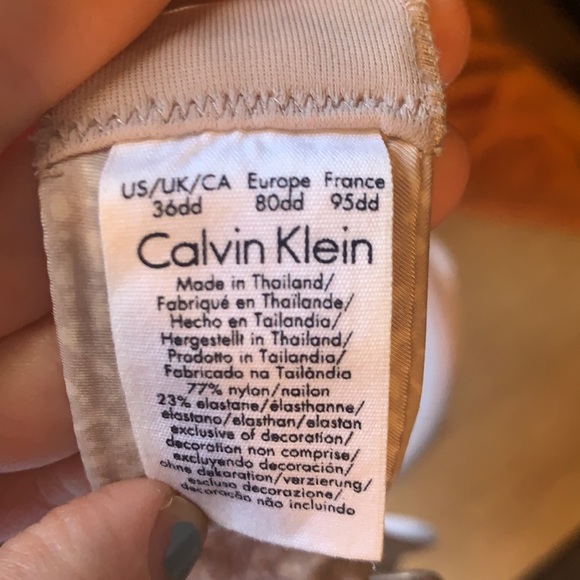 US/UK/CA Europe France
36dd 80dd 95dd
Calvin Klein
Made in Thailand/
Fabriqué en Thaïlande/
Hecho en Tailandia/
Hergestellt in Thailand/
Prodotto in Tailandia/
Fabricado na Tailândia
77% nylon/nailon
23% elastane/élasthanne/
elastano/elasthan/elastan
exclusive of decoration/
décoration non comprise/
excluyendo decoración/
ohne dekoration/verzierung/
escluso decorazione/
decoração não incluindo